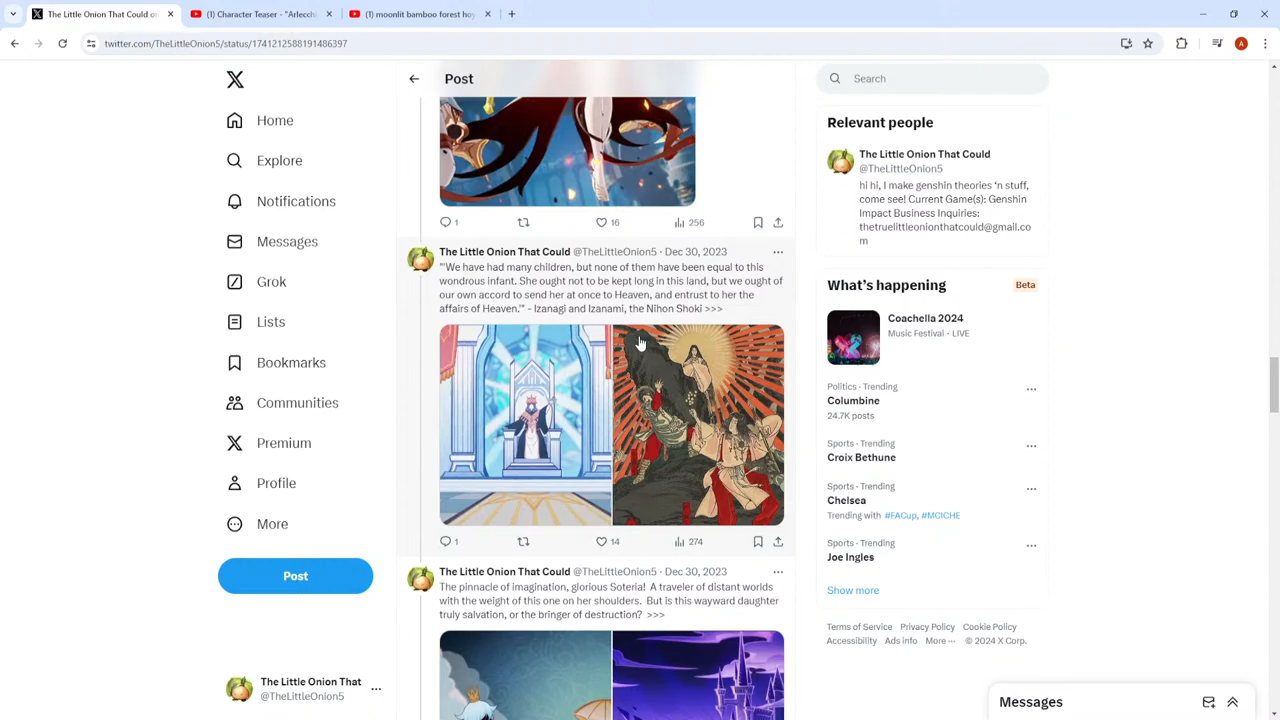 The Little Onion That Could on
(1) Character Teaser - "Arlecch
(1) moonlit bamboo forest ho
twitter.com/TheLittleOnion5/status/1741212588191486397
A
Home
Explore
Notifications
Messages
Grok
Lists
Bookmarks
Communities
Premium
Profile
More
Post
The Little Onion That
@TheLittleOnion5
Post
1 16 256
The Little Onion That Could @TheLittleOnion5 · Dec 30, 2023
"'We have had many children, but none of them have been equal to this
wondrous infant. She ought not to be kept long in this land, but we ought of
our own accord to send her at once to Heaven, and entrust to her the
affairs of Heaven.'" - Izanagi and Izanami, the Nihon Shoki >>>
1 14 274
The Little Onion That Could @TheLittleOnion5 · Dec 30, 2023
The pinnacle of imagination, glorious Soteria! A traveler of distant worlds
with the weight of this one on her shoulders. But is this wayward daughter
truly salvation, or the bringer of destruction? >>>
Search
Relevant people
The Little Onion That Could
@TheLittleOnion5
hi hi, I make genshin theories 'n stuff,
come see! Current Game(s): Genshin
Impact Business Inquiries:
thetruelittleonionthatcould@gmail.co
m
What's happening
Beta
Coachella 2024
Music Festival · LIVE
Politics · Trending
Columbine
24.7K posts
Sports · Trending
Croix Bethune
Sports · Trending
Chelsea
Trending with #FACup, #MCICHE
Sports · Trending
Joe Ingles
Show more
Terms of Service Privacy Policy Cookie Policy
Accessibility Ads info More ··· © 2024 X Corp.
Messages